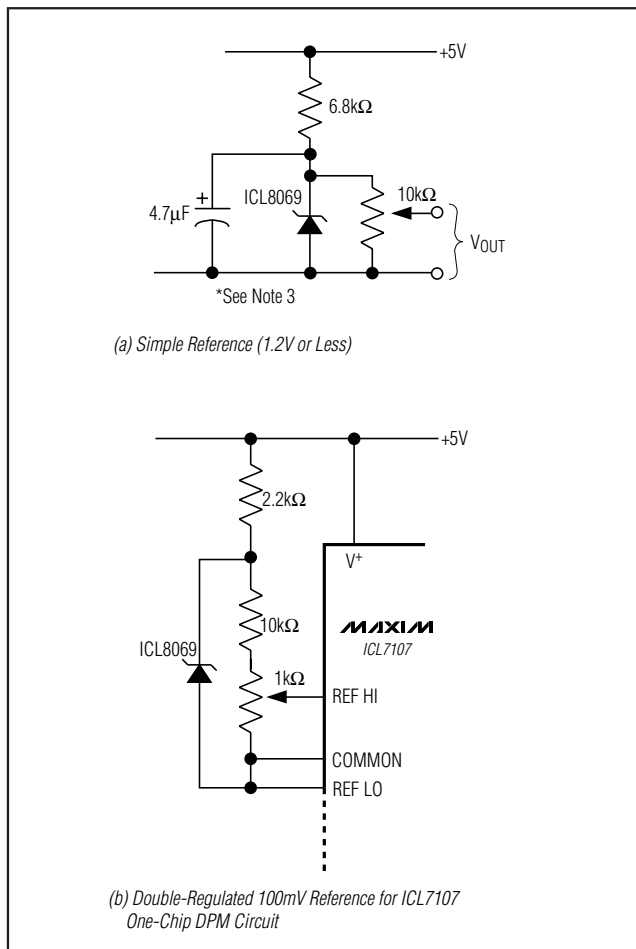 +5V
6.8kΩ
+
4.7µF
ICL8069
10kΩ
VOUT
*See Note 3
(a) Simple Reference (1.2V or Less)
+5V
2.2kΩ
V+
10kΩ
MAXIM
ICL7107
ICL8069
1kΩ
REF HI
COMMON
REF LO
(b) Double-Regulated 100mV Reference for ICL7107
One-Chip DPM Circuit